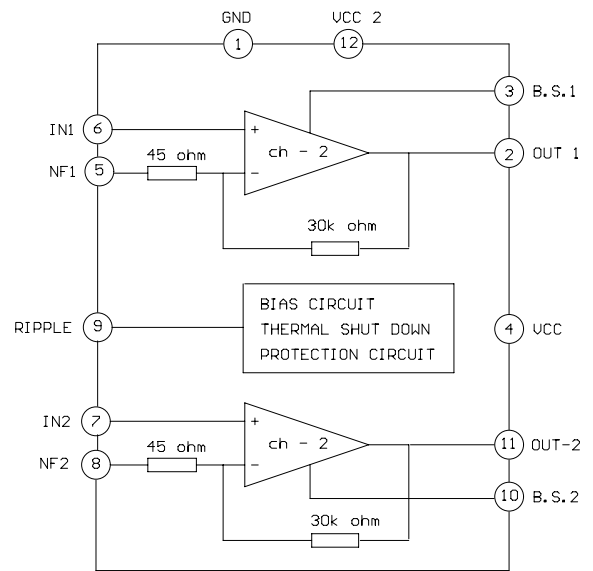 GND
VCC 2
1
12
3
B.S.1
IN1
6
+
ch - 2
45 ohm
2
OUT 1
NF1
5
-
30k ohm
BIAS CIRCUIT
THERMAL SHUT DOWN
PROTECTION CIRCUIT
RIPPLE
9
4
VCC
IN2
7
+
ch - 2
45 ohm
11
OUT-2
NF2
8
-
10
B.S.2
30k ohm